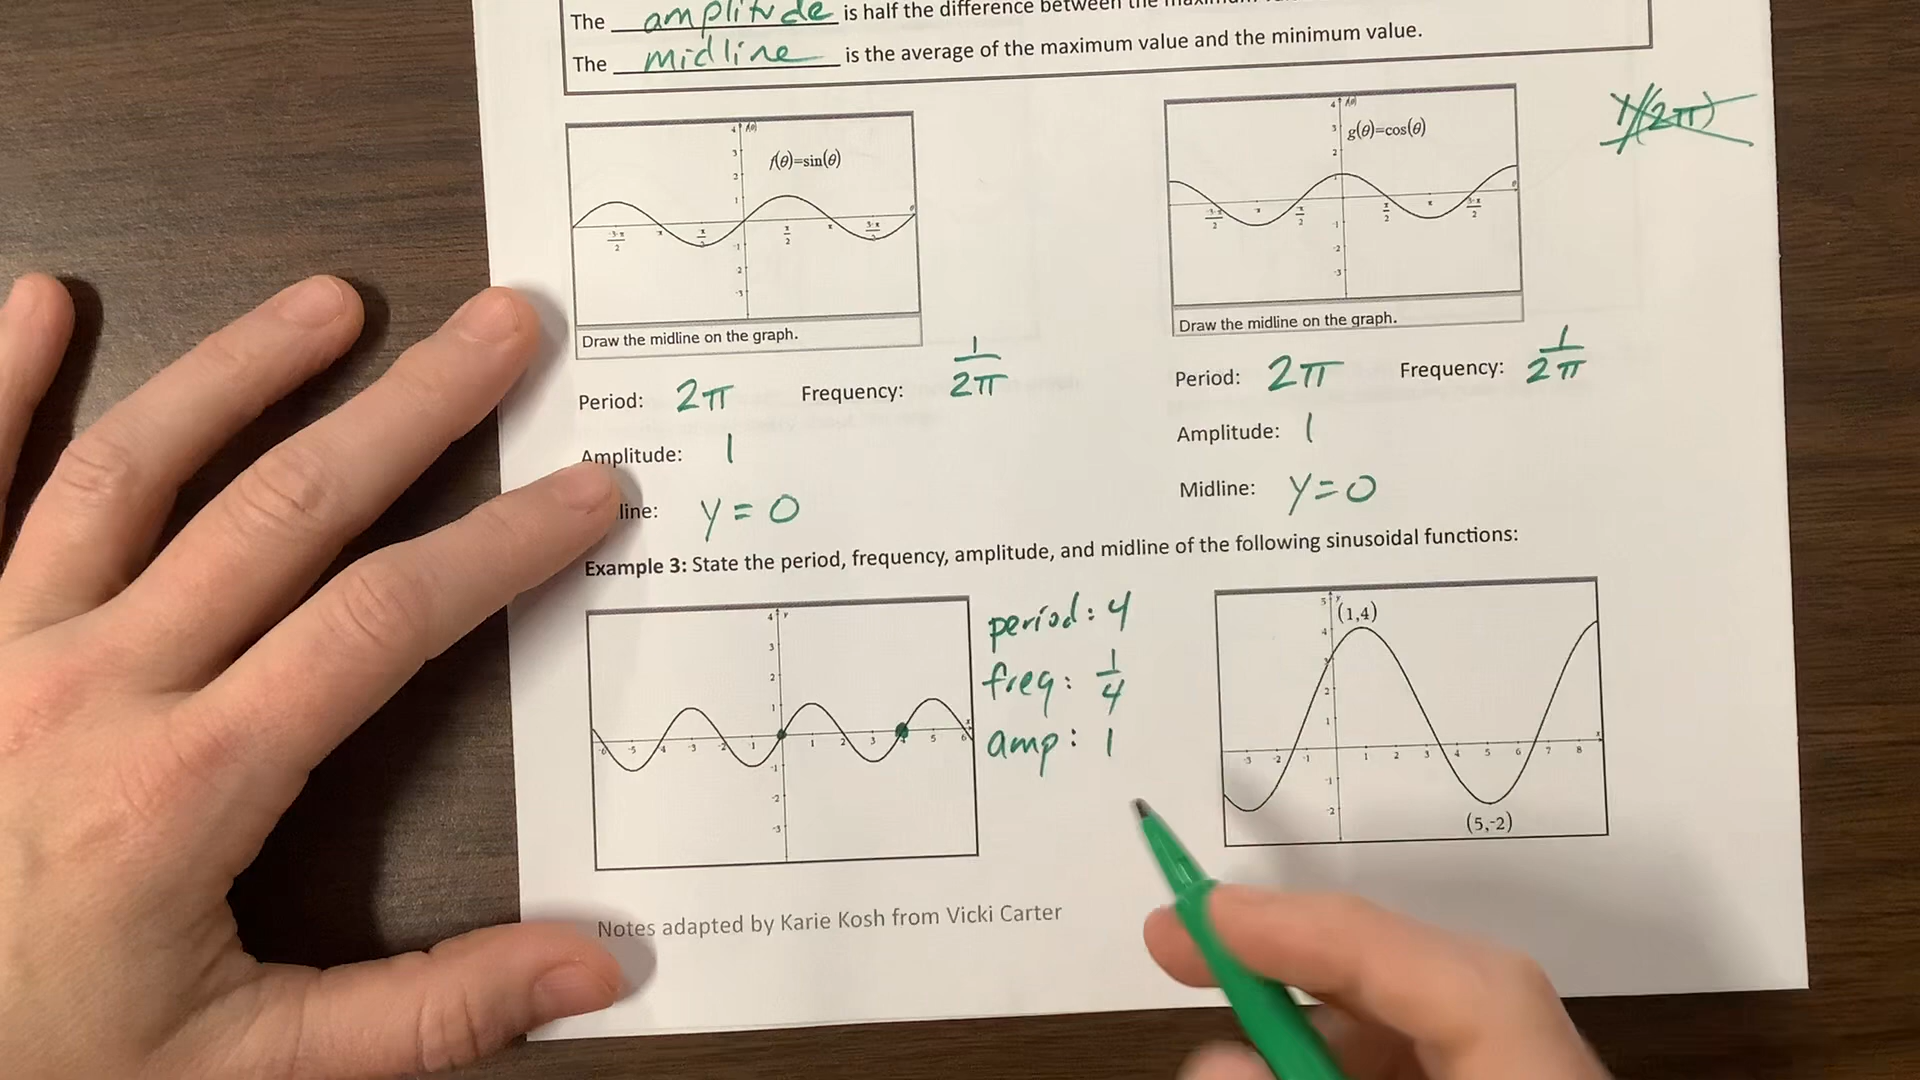 The amplitude is half the difference between the
The midline is the average of the maximum value and the minimum value.
f(θ)=sin(θ)
g(θ)=cos(θ)
1/(2π)
Draw the midline on the graph.
Draw the midline on the graph.
Period: 2π Frequency: 1/2π
Period: 2π Frequency: 1/2π
Amplitude: 1
Amplitude: 1
line: y = 0
Midline: y=0
Example 3: State the period, frequency, amplitude, and midline of the following sinusoidal functions:
period: 4
freq: 1/4
amp: 1
(1,4)
(5,-2)
Notes adapted by Karie Kosh from Vicki Carter